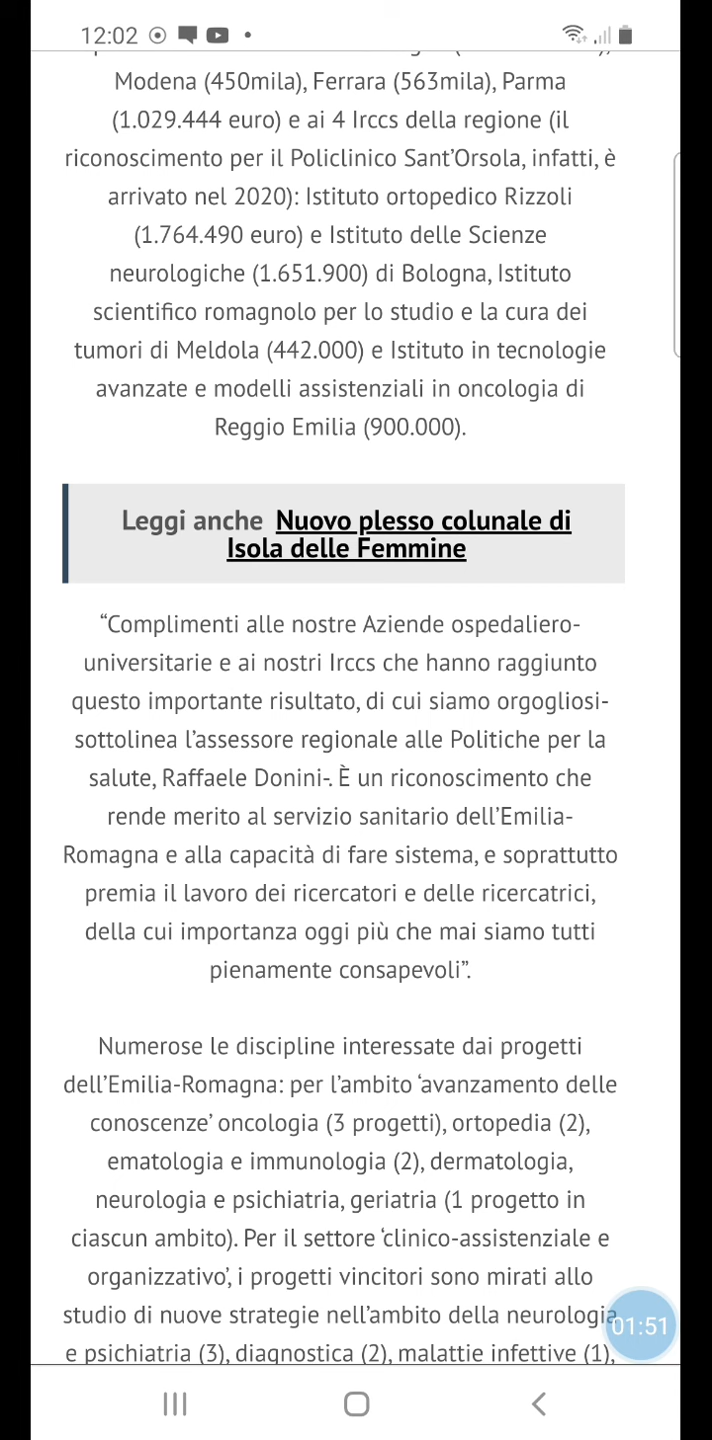 12:02
Modena (450mila), Ferrara (563mila), Parma
(1.029.444 euro) e ai 4 Irccs della regione (il
riconoscimento per il Policlinico Sant’Orsola, infatti, è
arrivato nel 2020): Istituto ortopedico Rizzoli
(1.764.490 euro) e Istituto delle Scienze
neurologiche (1.651.900) di Bologna, Istituto
scientifico romagnolo per lo studio e la cura dei
tumori di Meldola (442.000) e Istituto in tecnologie
avanzate e modelli assistenziali in oncologia di
Reggio Emilia (900.000).
Leggi anche Nuovo plesso colunale di
Isola delle Femmine
“Complimenti alle nostre Aziende ospedaliero-
universitarie e ai nostri Irccs che hanno raggiunto
questo importante risultato, di cui siamo orgogliosi-
sottolinea l’assessore regionale alle Politiche per la
salute, Raffaele Donini-. È un riconoscimento che
rende merito al servizio sanitario dell’Emilia-
Romagna e alla capacità di fare sistema, e soprattutto
premia il lavoro dei ricercatori e delle ricercatrici,
della cui importanza oggi più che mai siamo tutti
pienamente consapevoli”.
Numerose le discipline interessate dai progetti
dell’Emilia-Romagna: per l’ambito ‘avanzamento delle
conoscenze’ oncologia (3 progetti), ortopedia (2),
ematologia e immunologia (2), dermatologia,
neurologia e psichiatria, geriatria (1 progetto in
ciascun ambito). Per il settore ‘clinico-assistenziale e
organizzativo’, i progetti vincitori sono mirati allo
studio di nuove strategie nell’ambito della neurologia
01:51
e psichiatria (3), diagnostica (2), malattie infettive (1),